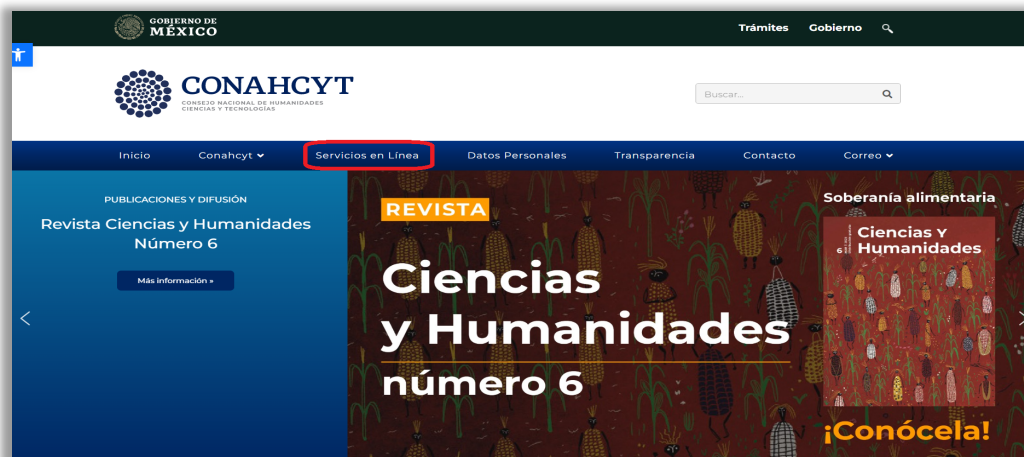 GOBIERNO DE
MÉXICO
Trámites Gobierno
CONAHCYT
CONSEJO NACIONAL DE HUMANIDADES
CIENCIAS Y TECNOLOGÍAS
Buscar...
Inicio Conahcyt Servicios en Línea Datos Personales Transparencia Contacto Correo
PUBLICACIONES Y DIFUSIÓN
Revista Ciencias y Humanidades
Número 6
Más información »
REVISTA
Ciencias
y Humanidades
número 6
Soberanía alimentaria
6
Ciencias Y
Humanidades
¡Conócela!